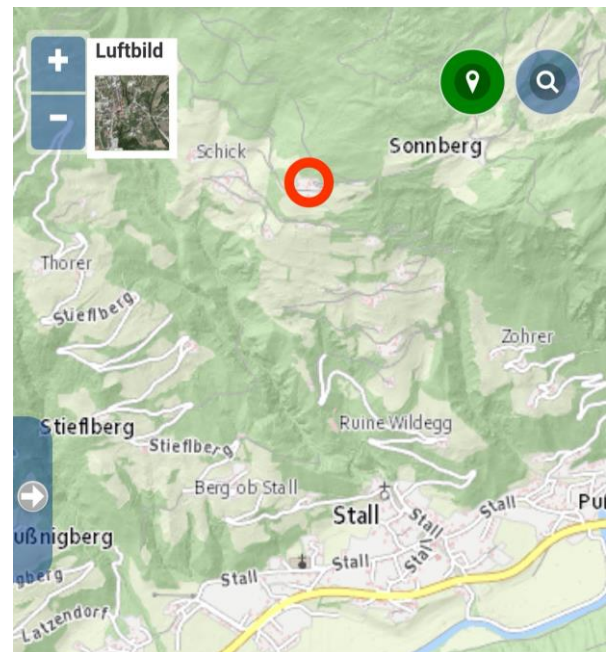 +
Luftbild
−
Sonnberg
Schick
Thorer
Stieflberg
Zohrer
Ruine Wildegg
Stieflberg
Stieflberg
Berg ob Stall
Stall
Stall
Stall
Pu
ußnigberg
Stall
Stall
Stall
gberg
Latzendorf